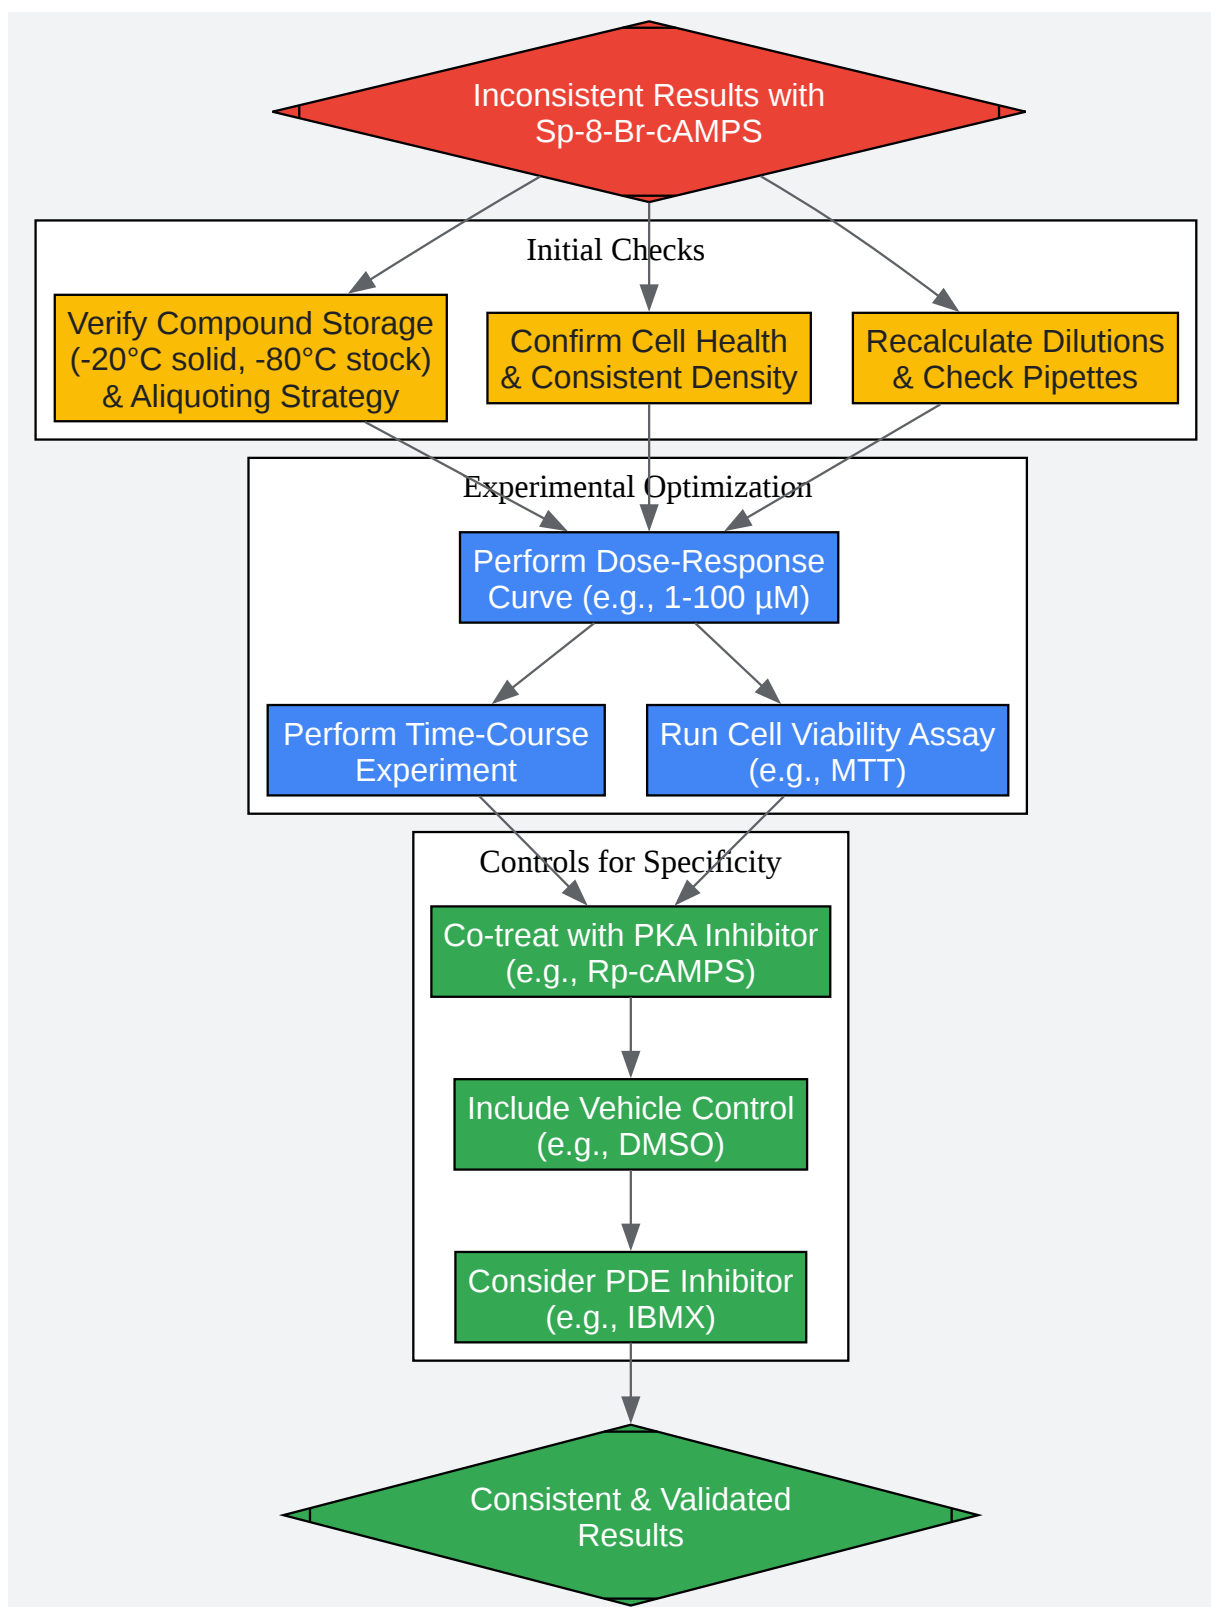 Inconsistent Results with
Sp-8-Br-cAMPS
Initial Checks
Verify Compound Storage
(-20°C solid, -80°C stock)
& Aliquoting Strategy
Confirm Cell Health
& Consistent Density
Recalculate Dilutions
& Check Pipettes
Experimental Optimization
Perform Dose-Response
Curve (e.g., 1-100 µM)
Perform Time-Course
Experiment
Run Cell Viability Assay
(e.g., MTT)
Controls for Specificity
Co-treat with PKA Inhibitor
(e.g., Rp-cAMPS)
Include Vehicle Control
(e.g., DMSO)
Consider PDE Inhibitor
(e.g., IBMX)
Consistent & Validated
Results